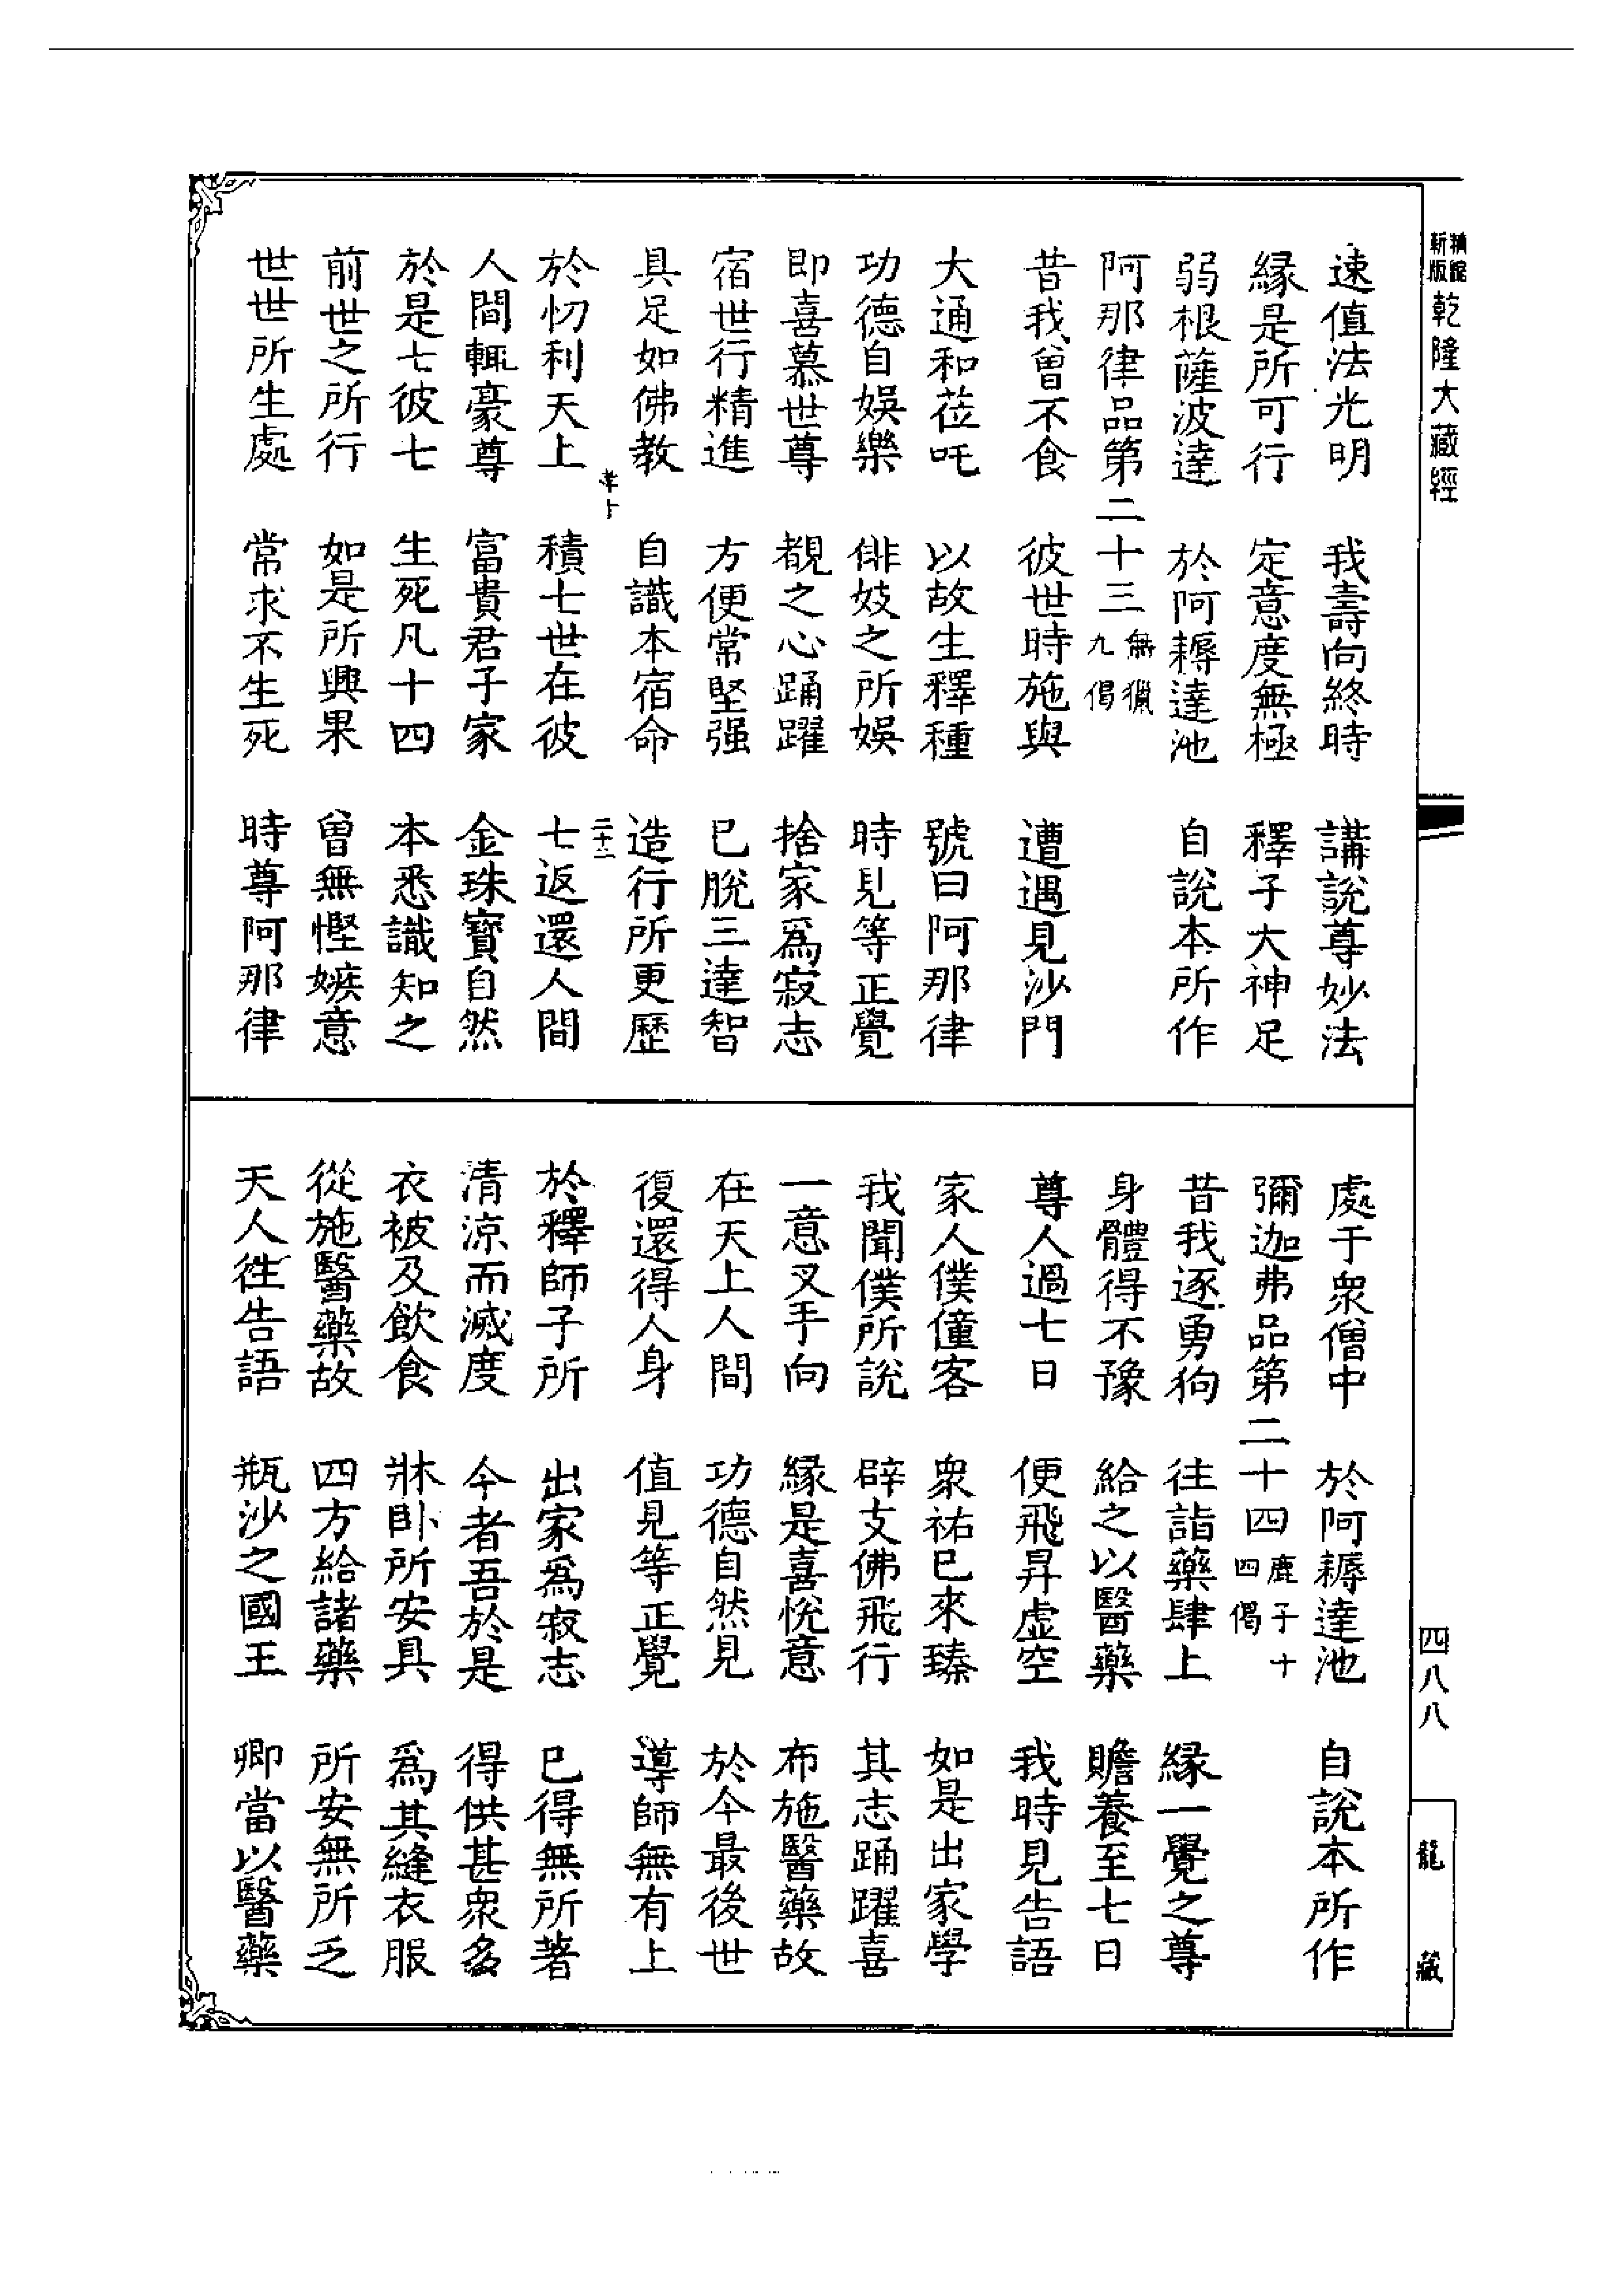 乾隆大藏經
速值法光明　我壽向終時　講說尊妙法
緣是所可行　定意度無極　釋子大神足
弱根薩波達　於阿耨達池　自說本所作
阿那律品第二十三 無獵九偈
昔我曾不食　彼世時施與　遭遇見沙門
大通和莅吒　以故生釋種　號曰阿那律
功德自娛樂　俳妓之所娛　時見等正覺
即喜慕世尊　覩之心踊躍　捨家爲寂志
宿世行精進　方便常堅强　已脫三達智
具足如佛教　自識本宿命　造行所更歷
二十二
於忉利天上　積七世在彼　七返還人間
人間輒豪尊　富貴君子家　金珠寶自然
於是七彼七　生死凡十四　本悉識知之
前世之所行　如是所興果　曾無慳嫉意
世世所生處　常求不生死　時尊阿那律
處于衆僧中　於阿耨達池　自說本所作
彌迦弗品第二十四 鹿子十四偈
昔我逐勇狗　往詣藥肆上　緣一覺之尊
身體得不豫　給之以醫藥　贍養至七日
尊人過七日　便飛昇虛空　我時見告語
家人僕僮客　衆祐已來臻　如是出家學
我聞僕所說　辟支佛飛行　其志踊躍喜
一意叉手向　緣是喜悅意　布施醫藥故
在天上人間　功德自然見　於今最後世
復還得人身　值見等正覺　導師無有上
於釋師子所　出家爲寂志　已得無所著
清涼而滅度　今者吾於是　得供甚衆多
衣被及飲食　牀臥所安具　爲其縫衣服
從施醫藥故　四方給諸藥　所安無所乏
天人往告語　瓶沙之國王　卿當以醫藥
四八八
龍藏